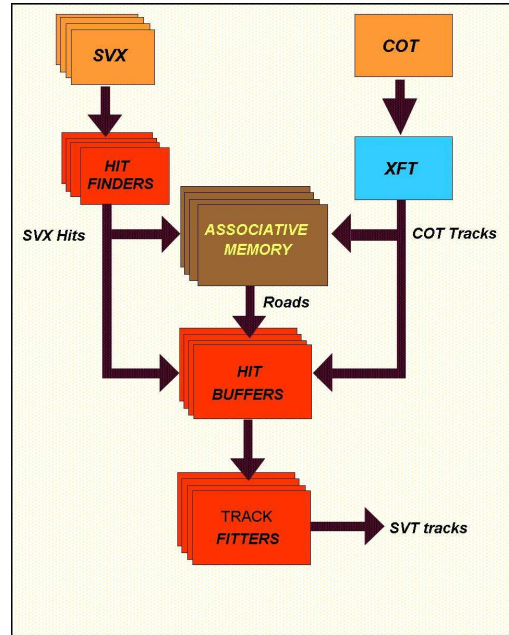 SVX
COT
HIT
FINDERS
XFT
SVX Hits
ASSOCIATIVE
MEMORY
COT Tracks
Roads
HIT
BUFFERS
TRACK
FITTERS
SVT tracks